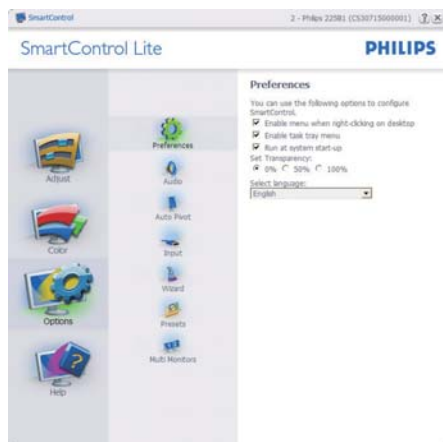 SmartControl
2 - Philips 225B1 (CS30715000001)
SmartControl Lite
PHILIPS
Adjust
Color
Options
Help
Preferences
Audio
Auto Pivot
Input
Wizard
Presets
Multi Monitors
Preferences
You can use the following options to configure
SmartControl.
Enable menu when right-clicking on desktop
Enable task tray menu
Run at system start-up
Set Transparency:
0% 50% 100%
Select language:
English